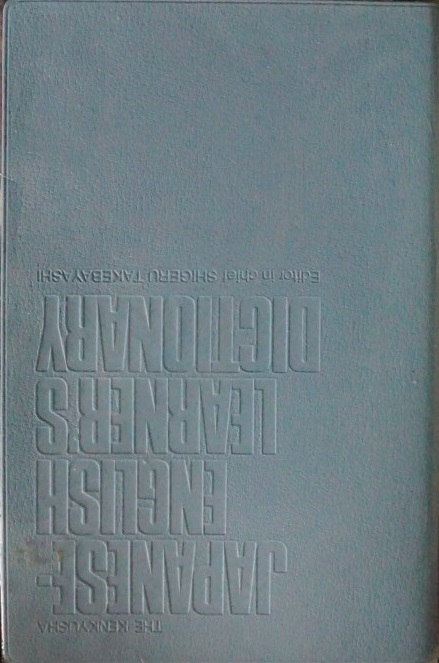 THE KENKYUSHA
JAPANESE-
ENGLISH
LEARNER'S
DICTIONARY
Editor in chief SHIGERU TAKEBAYASHI